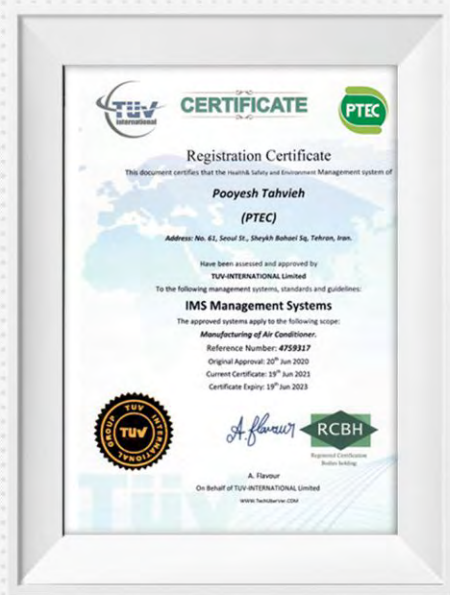 TÜV
international
CERTIFICATE
PTEC
Registration Certificate
This document certifies that the Health& Safety and Environment Management system of
Pooyesh Tahvieh
(PTEC)
Address: No. 61, Seoul St., Sheykh Bahaei Sq, Tehran, Iran.
Have been assessed and approved by
TUV-INTERNATIONAL Limited
To the following management systems, standards and guidelines:
IMS Management Systems
The approved systems apply to the following scope:
Manufacturing of Air Conditioner.
Reference Number: 4759317
Original Approval: 20th Jun 2020
Current Certificate: 19th Jun 2021
Certificate Expiry: 19th Jun 2023
TUV INTERNATIONAL GROUP
TUV
A. flavour
RCBH
Registered Certification
Bodies holding
A. Flavour
On Behalf of TUV-INTERNATIONAL Limited